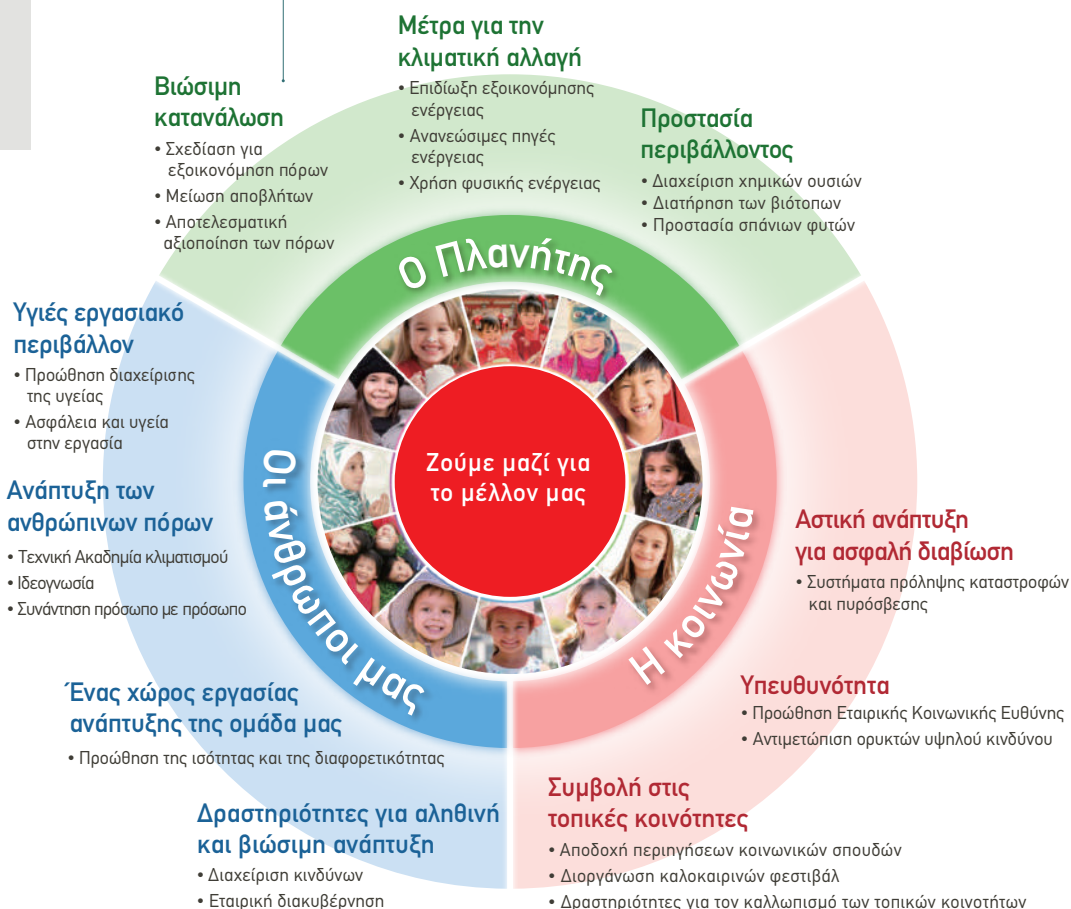 Μέτρα για την
κλιματική αλλαγή
• Επιδίωξη εξοικονόμησης
ενέργειας
• Ανανεώσιμες πηγές
ενέργειας
• Χρήση φυσικής ενέργειας
Βιώσιμη
κατανάλωση
• Σχεδίαση για
εξοικονόμηση πόρων
• Μείωση αποβλήτων
• Αποτελεσματική
αξιοποίηση των πόρων
Προστασία
περιβάλλοντος
• Διαχείριση χημικών ουσιών
• Διατήρηση των βιότοπων
• Προστασία σπάνιων φυτών
Ο Πλανήτης
Υγιές εργασιακό
περιβάλλον
• Προώθηση διαχείρισης
της υγείας
• Ασφάλεια και υγεία
στην εργασία
Ανάπτυξη των
ανθρώπινων πόρων
• Τεχνική Ακαδημία κλιματισμού
• Ιδεογνωσία
• Συνάντηση πρόσωπο με πρόσωπο
Οι άνθρωποι μας
Ζούμε μαζί για
το μέλλον μας
Η κοινωνία
Αστική ανάπτυξη
για ασφαλή διαβίωση
• Συστήματα πρόληψης καταστροφών
και πυρόσβεσης
Ένας χώρος εργασίας
ανάπτυξης της ομάδα μας
• Προώθηση της ισότητας και της διαφορετικότητας
Υπευθυνότητα
• Προώθηση Εταιρικής Κοινωνικής Ευθύνης
• Αντιμετώπιση ορυκτών υψηλού κινδύνου
Δραστηριότητες για αληθινή
και βιώσιμη ανάπτυξη
• Διαχείριση κινδύνων
• Εταιρική διακυβέρνηση
Συμβολή στις
τοπικές κοινότητες
• Αποδοχή περιηγήσεων κοινωνικών σπουδών
• Διοργάνωση καλοκαιρινών φεστιβάλ
• Δραστηριότητες για τον καλλωπισμό των τοπικών κοινοτήτων